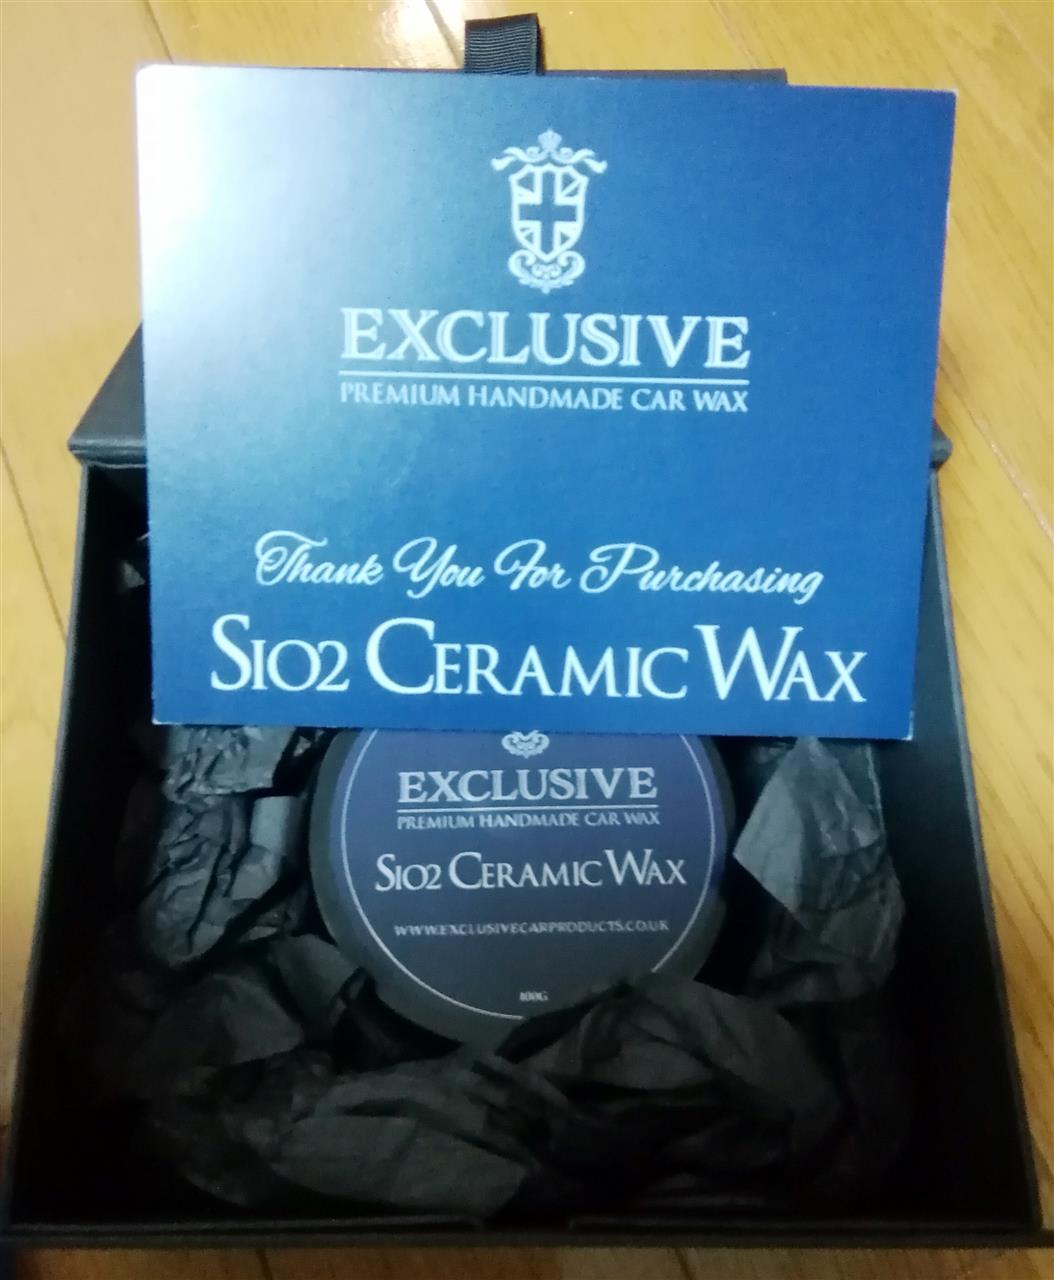 EXCLUSIVE
PREMIUM HANDMADE CAR WAX
Thank You For Purchasing
SIO2 CERAMIC WAX
EXCLUSIVE
PREMIUM HANDMADE CAR WAX
SIO2 CERAMIC WAX
WWW.EXCLUSIVECARPRODUCTS.CO.UK
100G